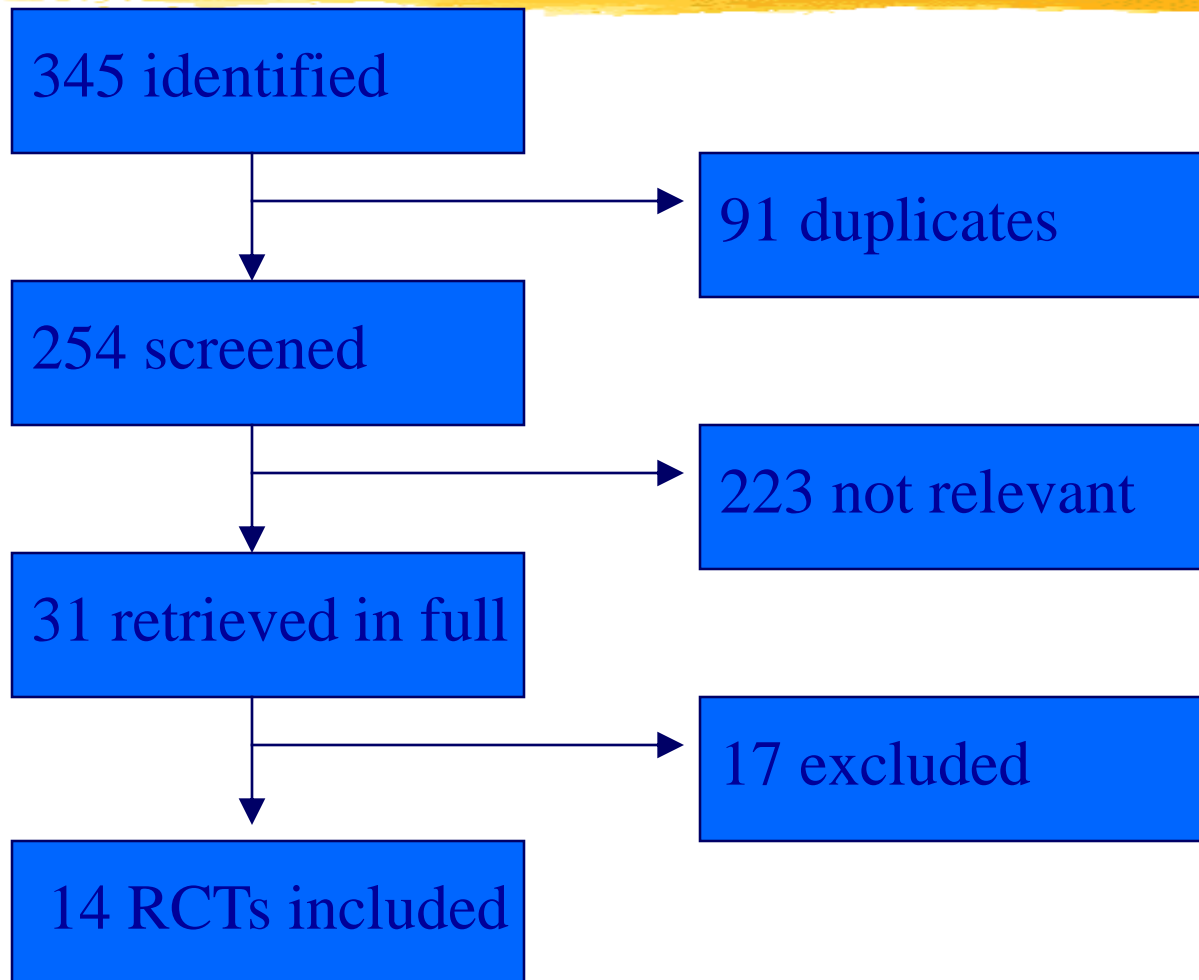 345 identified
91 duplicates
254 screened
223 not relevant
31 retrieved in full
17 excluded
14 RCTs included